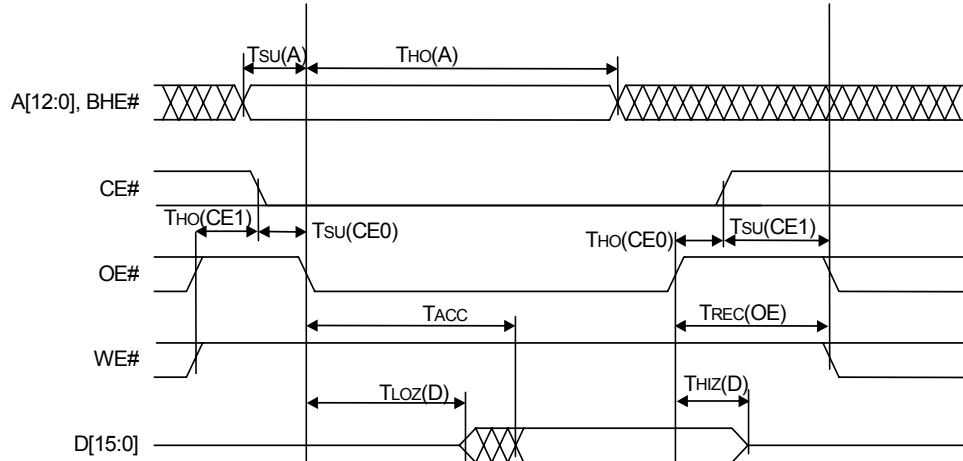 TSU(A)
THO(A)
A[12:0], BHE#
CE#
THO(CE1)
TSU(CE0)
THO(CE0)
TSU(CE1)
OE#
TACC
TREC(OE)
WE#
TLOZ(D)
THIZ(D)
D[15:0]